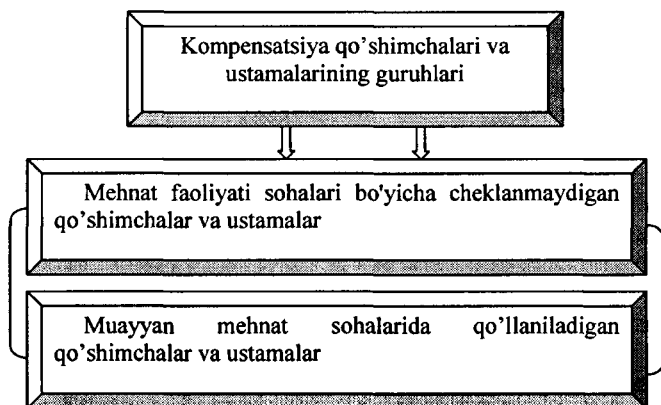 Kompensatsiya qo’shimchalari va
ustamalarining guruhlari
Mehnat faoliyati sohalari bo'yicha cheklanmaydigan
qo’shimchalar va ustamalar
Muayyan mehnat sohalarida qo’llaniladigan
qo’shimchalar va ustamalar